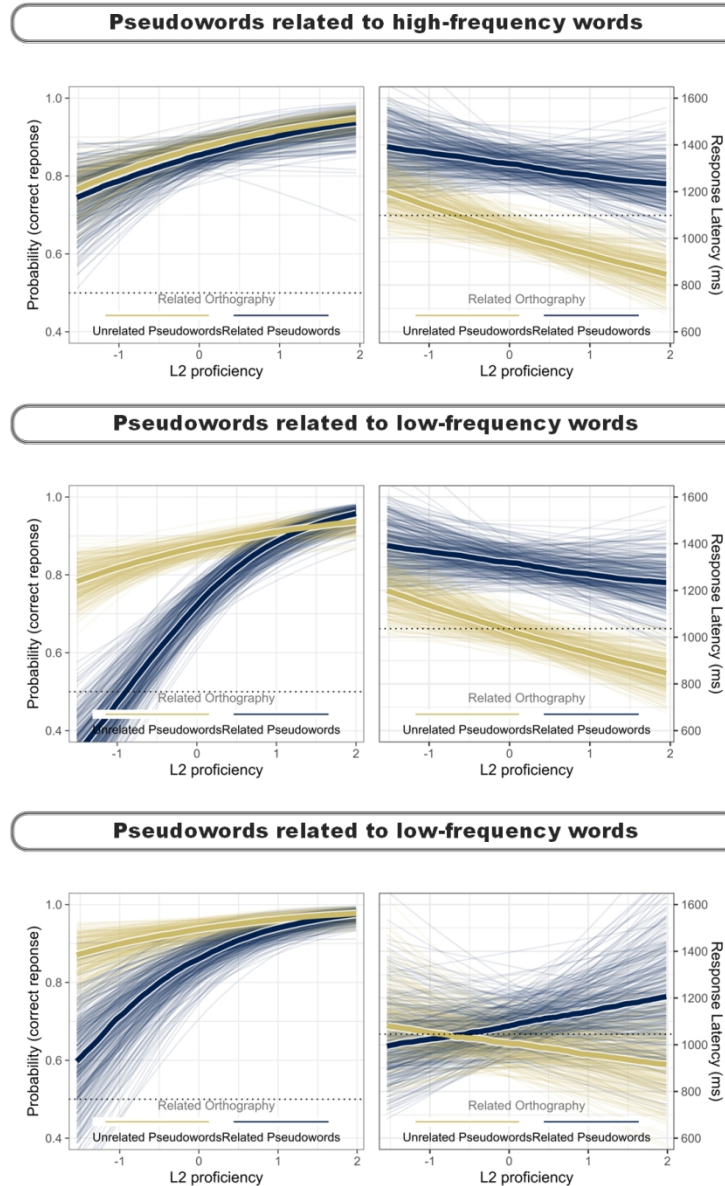 Pseudowords related to high-frequency words
Probability (correct reponse)
1.0
0.8
0.6
0.4
Related Orthography
Unrelated Pseudowords Related Pseudowords
-1 0 1 2
L2 proficiency
1600
1400
1200
1000
800
600
Response Latency (ms)
Related Orthography
Unrelated Pseudowords Related Pseudowords
-1 0 1 2
L2 proficiency
Pseudowords related to low-frequency words
Probability (correct reponse)
1.0
0.8
0.6
0.4
Related Orthography
Unrelated Pseudowords Related Pseudowords
-1 0 1 2
L2 proficiency
1600
1400
1200
1000
800
600
Response Latency (ms)
Related Orthography
Unrelated Pseudowords Related Pseudowords
-1 0 1 2
L2 proficiency
Pseudowords related to low-frequency words
Probability (correct reponse)
1.0
0.8
0.6
0.4
Related Orthography
Unrelated Pseudowords Related Pseudowords
-1 0 1 2
L2 proficiency
1600
1400
1200
1000
800
600
Response Latency (ms)
Related Orthography
Unrelated Pseudowords Related Pseudowords
-1 0 1 2
L2 proficiency